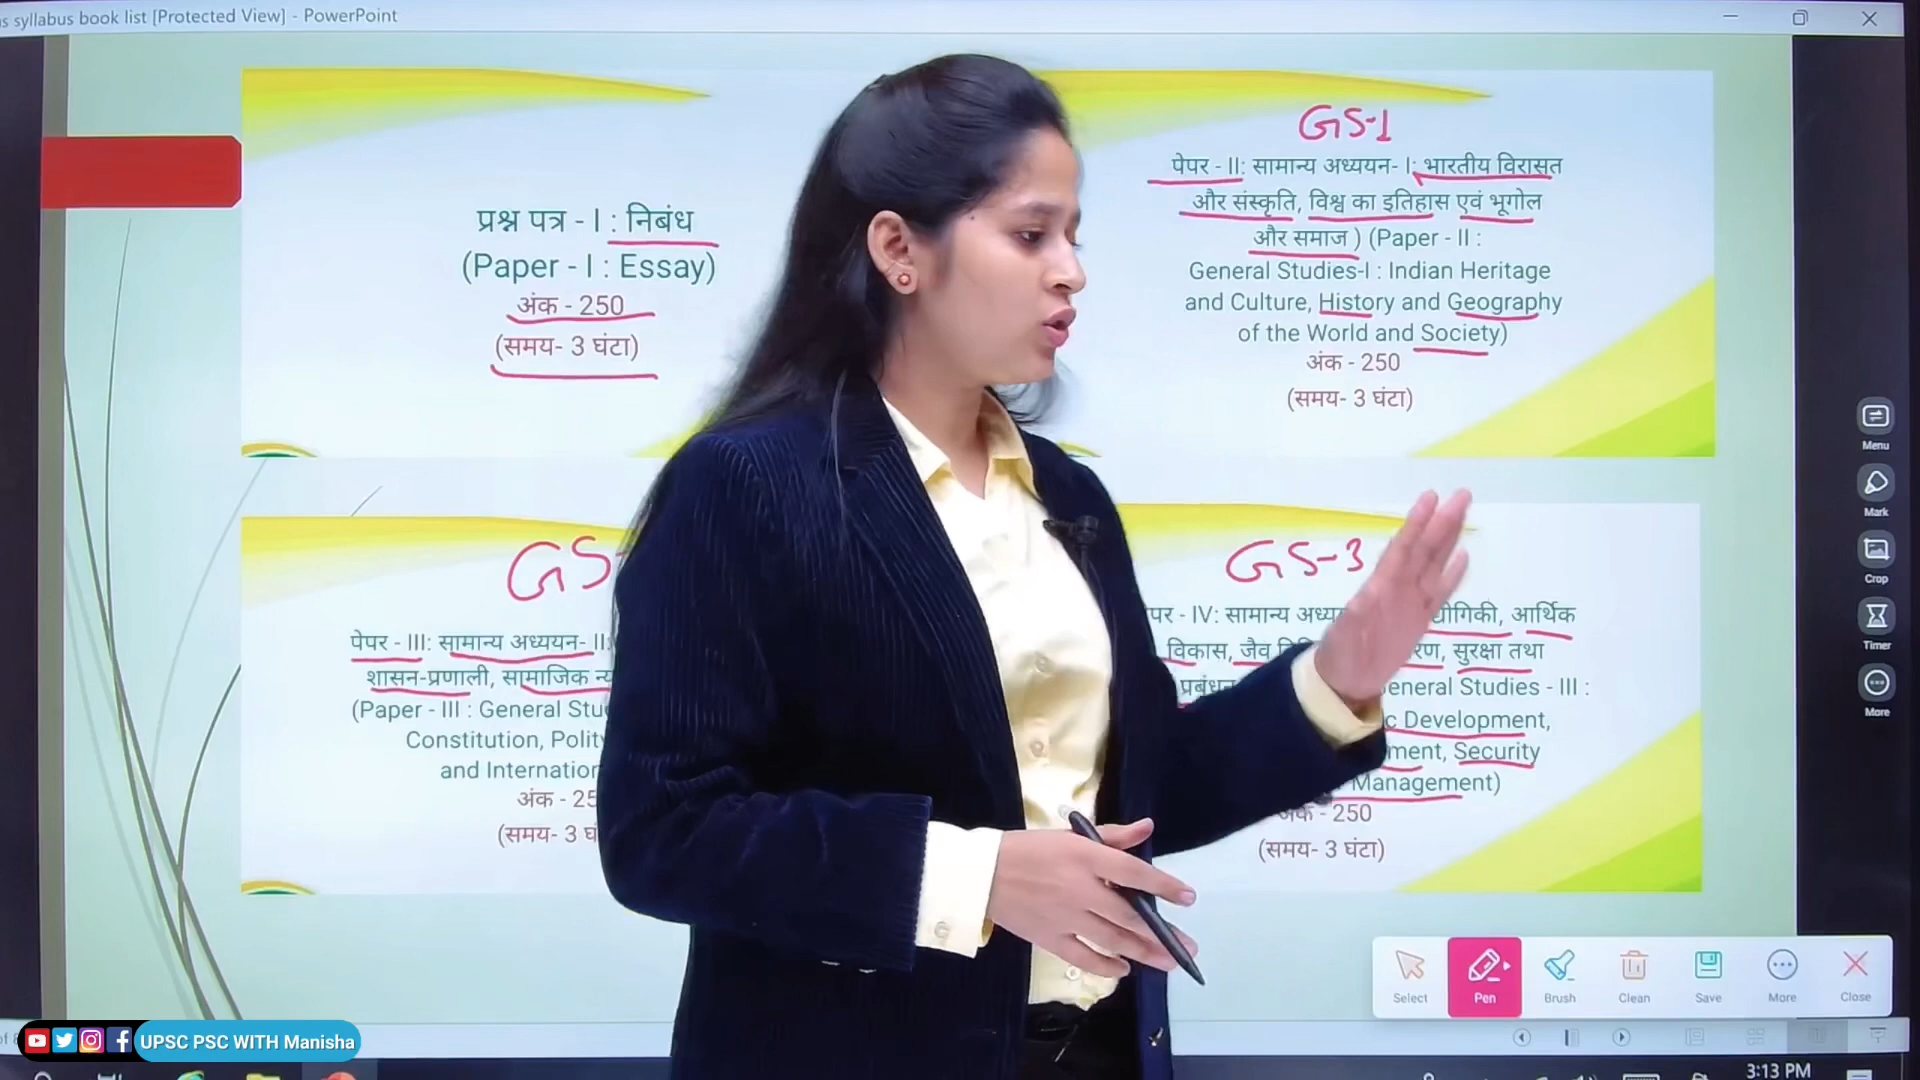 s syllabus book list [Protected View] - PowerPoint
प्रश्न पत्र - I : निबंध
(Paper - I : Essay)
अंक - 250
(समय- 3 घंटा)
GS-1
पेपर - II: सामान्य अध्ययन- I: भारतीय विरासत
और संस्कृति, विश्व का इतिहास एवं भूगोल
और समाज ) (Paper - II :
General Studies-I : Indian Heritage
and Culture, History and Geography
of the World and Society)
अंक - 250
(समय- 3 घंटा)
GS-
पेपर - III: सामान्य अध्ययन- II:
शासन-प्रणाली, सामाजिक
(Paper - III : General
Constitution, Polity
and Internation
अंक - 25
(समय- 3
GS-3
पर - IV: सामान्य आर्थिक
विकास, जैव सुरक्षा तथा
General Studies - III :
Development,
Security
Management)
अंक - 250
(समय- 3 घंटा)
Menu
Mark
Crop
Timer
More
Select Pen Brush Clean Save More Close
UPSC PSC WITH Manisha
3:13 PM